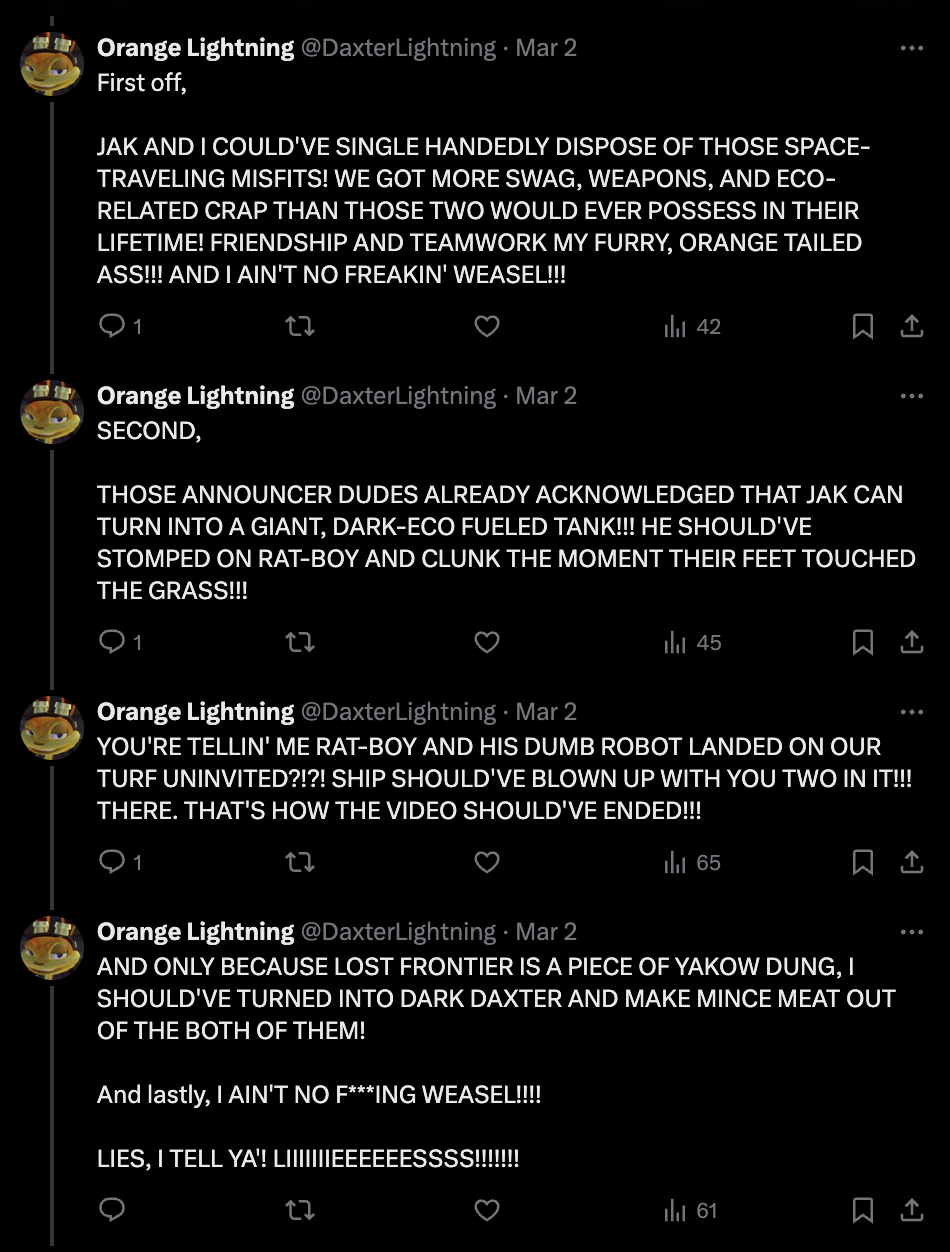 Orange Lightning @DaxterLightning · Mar 2
First off,
JAK AND I COULD'VE SINGLE HANDEDLY DISPOSE OF THOSE SPACE-
TRAVELING MISFITS! WE GOT MORE SWAG, WEAPONS, AND ECO-
RELATED CRAP THAN THOSE TWO WOULD EVER POSSESS IN THEIR
LIFETIME! FRIENDSHIP AND TEAMWORK MY FURRY, ORANGE TAILED
ASS!!! AND I AIN'T NO FREAKIN' WEASEL!!!
1 42
Orange Lightning @DaxterLightning · Mar 2
SECOND,
THOSE ANNOUNCER DUDES ALREADY ACKNOWLEDGED THAT JAK CAN
TURN INTO A GIANT, DARK-ECO FUELED TANK!!! HE SHOULD'VE
STOMPED ON RAT-BOY AND CLUNK THE MOMENT THEIR FEET TOUCHED
THE GRASS!!!
1 45
Orange Lightning @DaxterLightning · Mar 2
YOU'RE TELLIN' ME RAT-BOY AND HIS DUMB ROBOT LANDED ON OUR
TURF UNINVITED?!?! SHIP SHOULD'VE BLOWN UP WITH YOU TWO IN IT!!!
THERE. THAT'S HOW THE VIDEO SHOULD'VE ENDED!!!
1 65
Orange Lightning @DaxterLightning · Mar 2
AND ONLY BECAUSE LOST FRONTIER IS A PIECE OF YAKOW DUNG, I
SHOULD'VE TURNED INTO DARK DAXTER AND MAKE MINCE MEAT OUT
OF THE BOTH OF THEM!
And lastly, I AIN'T NO F***ING WEASEL!!!!
LIES, I TELL YA'! LIIIIIIIEEEEEEESSSS!!!!!!!
61